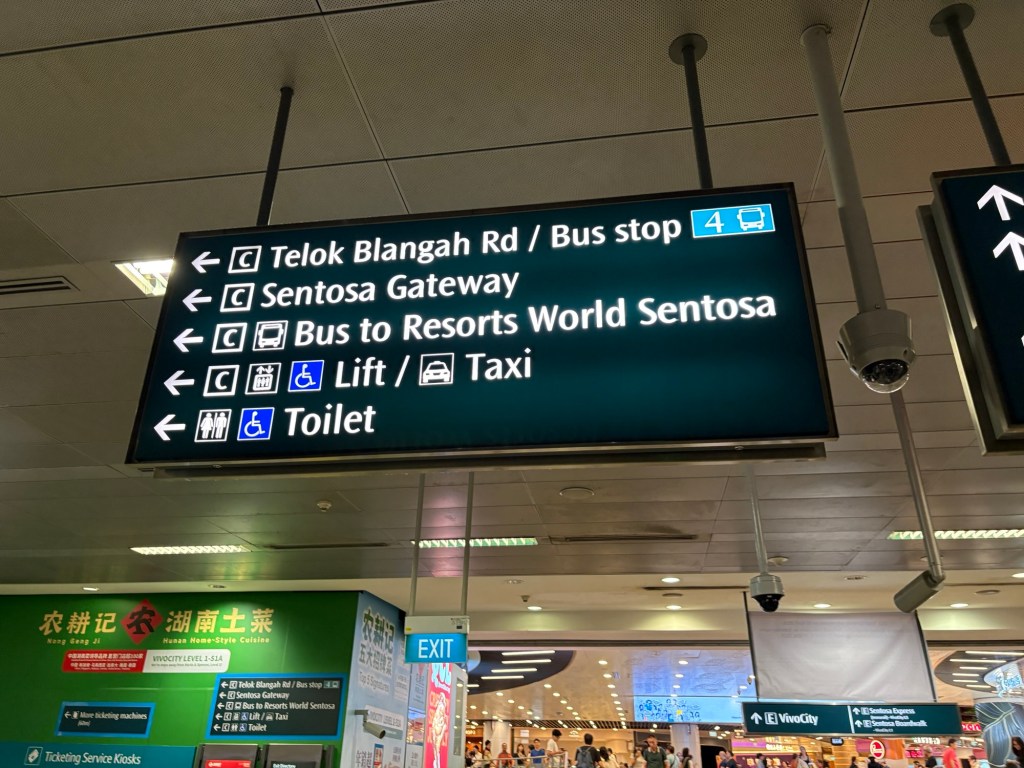 C Telok Blangah Rd / Bus stop 4
C Sentosa Gateway
C Bus to Resorts World Sentosa
C Lift / Taxi
Toilet
农耕记 农 湖南土菜
Nong Geng Ji Hunan Home-Style Cuisine
VIVOCITY LEVEL 1-51A
EXIT
C Telok Blangah Rd / Bus stop 4
C Sentosa Gateway
C Bus to Resorts World Sentosa
C Lift / Taxi
Toilet
E More ticketing machines
Ticketing Service Kiosks
E VivoCity
E Sentosa Express
E Sentosa Boardwalk